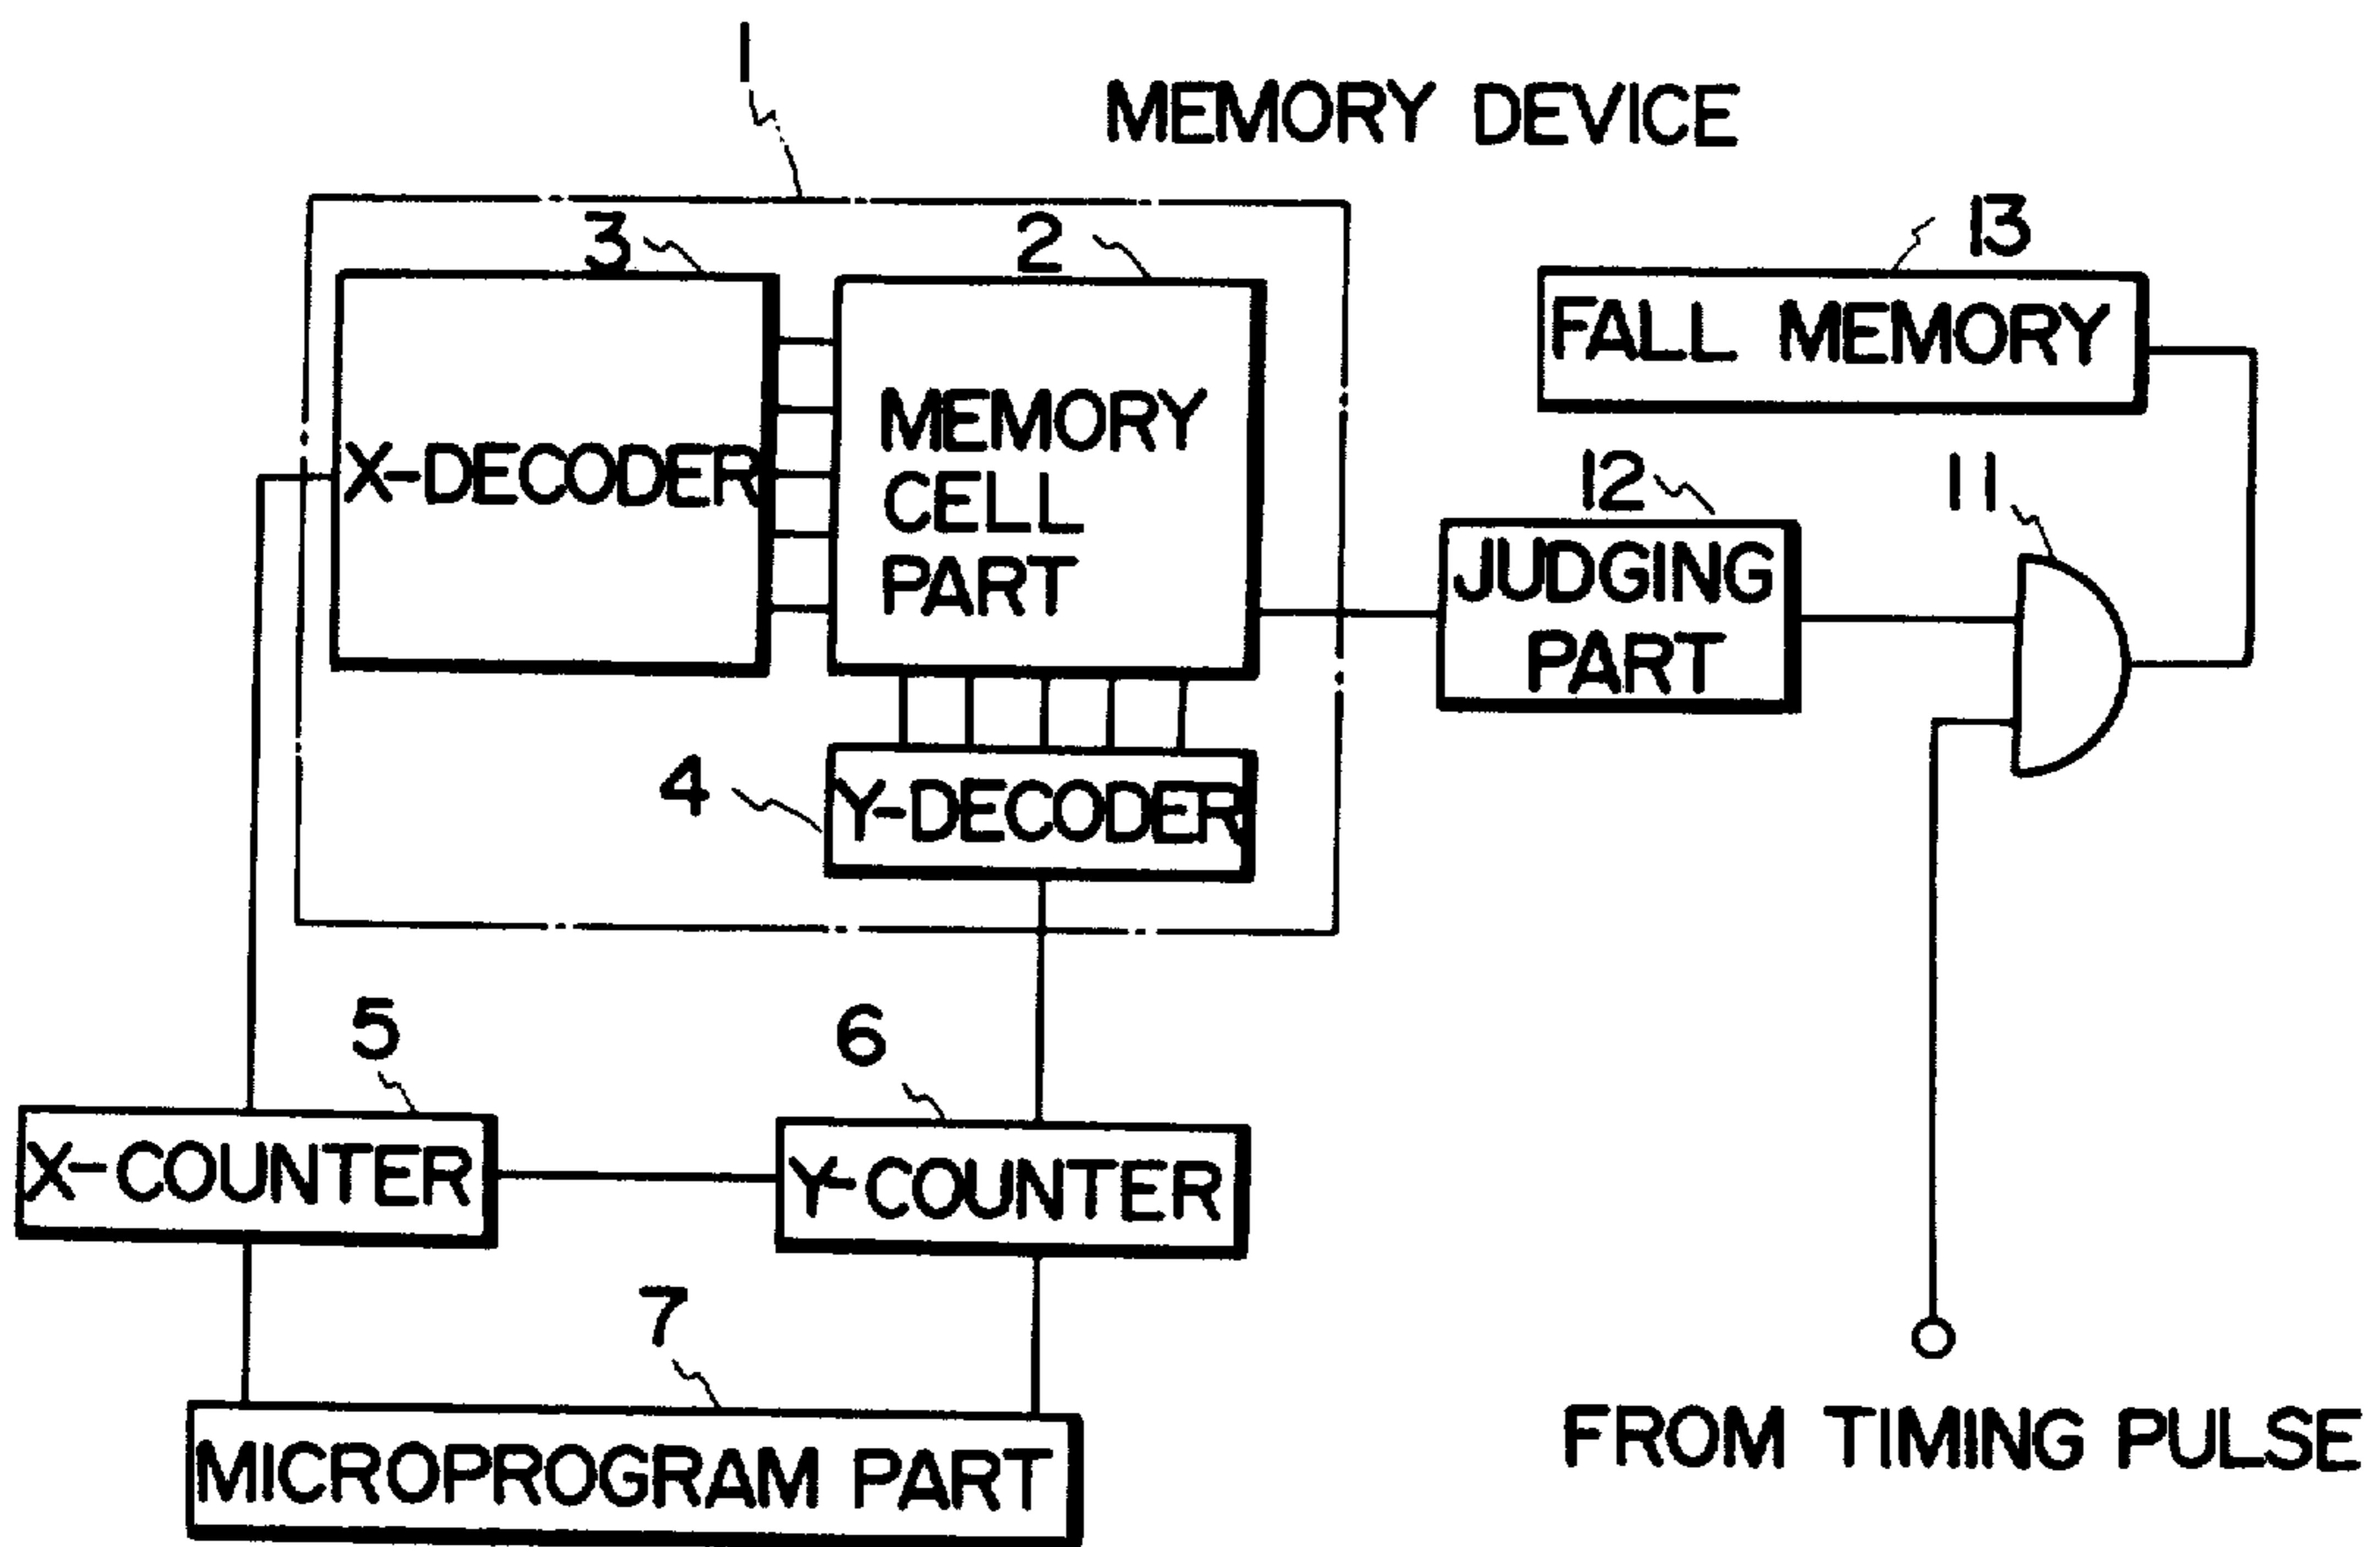 1
MEMORY DEVICE
3
2
13
FALL MEMORY
X-DECODER
MEMORY
CELL
PART
12
11
JUDGING
PART
4
Y-DECODER
5
6
X-COUNTER
Y-COUNTER
7
MICROPROGRAM PART
FROM TIMING PULSE